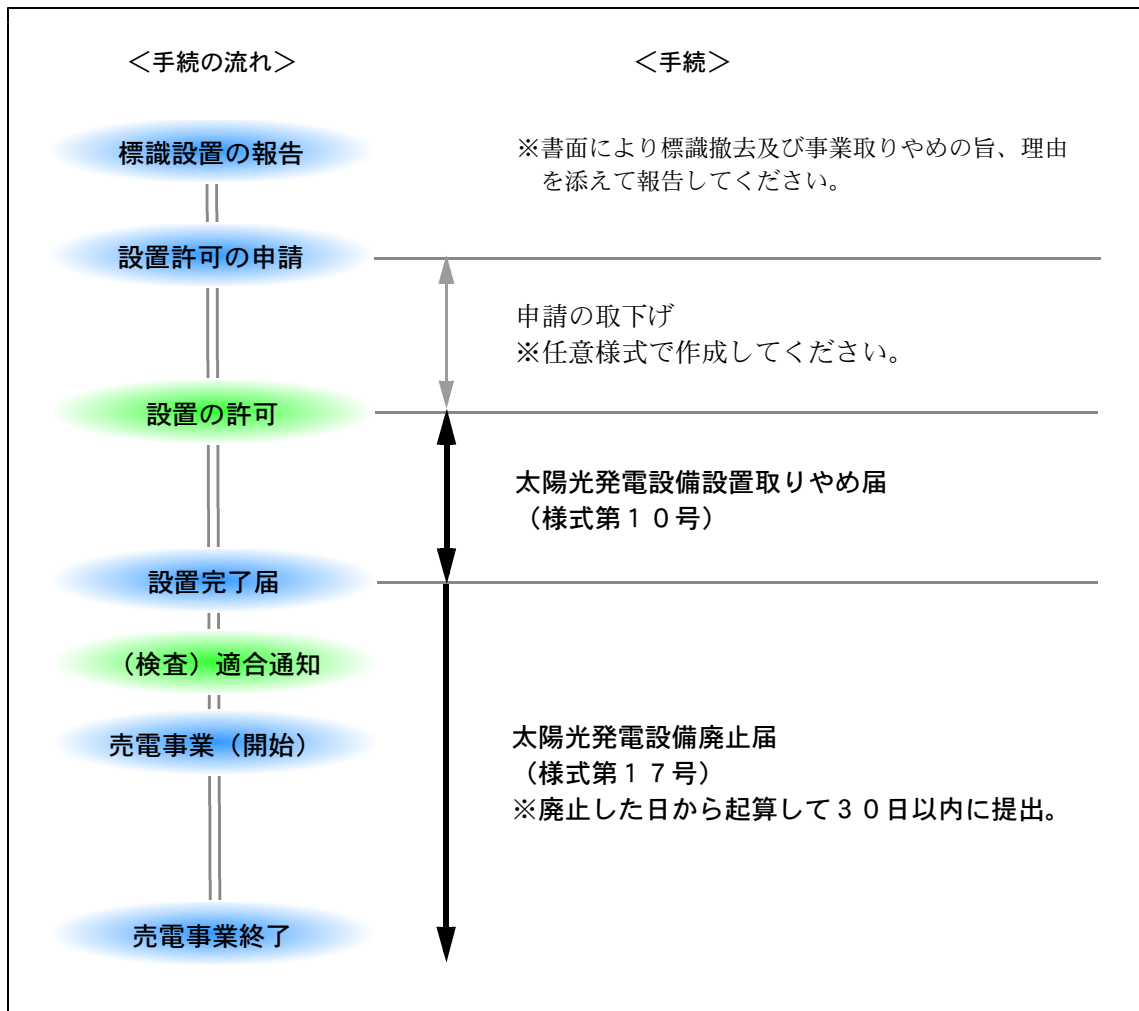 ＜手続の流れ＞
＜手続＞
標識設置の報告
※書面により標識撤去及び事業取りやめの旨、理由
を添えて報告してください。
設置許可の申請
申請の取下げ
※任意様式で作成してください。
設置の許可
太陽光発電設備設置取りやめ届
（様式第１０号）
設置完了届
（検査）適合通知
売電事業（開始）
太陽光発電設備廃止届
（様式第１７号）
※廃止した日から起算して３０日以内に提出。
売電事業終了